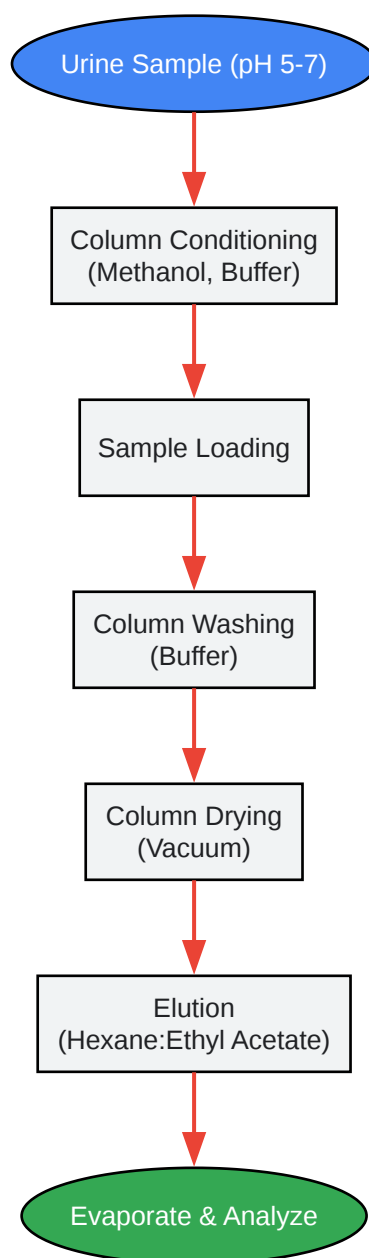 Urine Sample (pH 5-7)
Column Conditioning
(Methanol, Buffer)
Sample Loading
Column Washing
(Buffer)
Column Drying
(Vacuum)
Elution
(Hexane:Ethyl Acetate)
Evaporate & Analyze